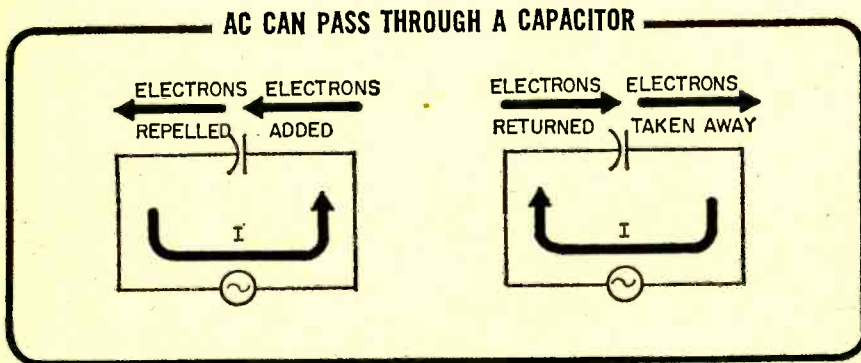 AC CAN PASS THROUGH A CAPACITOR
ELECTRONS ELECTRONS
REPELLED ADDED
I
ELECTRONS ELECTRONS
RETURNED TAKEN AWAY
I